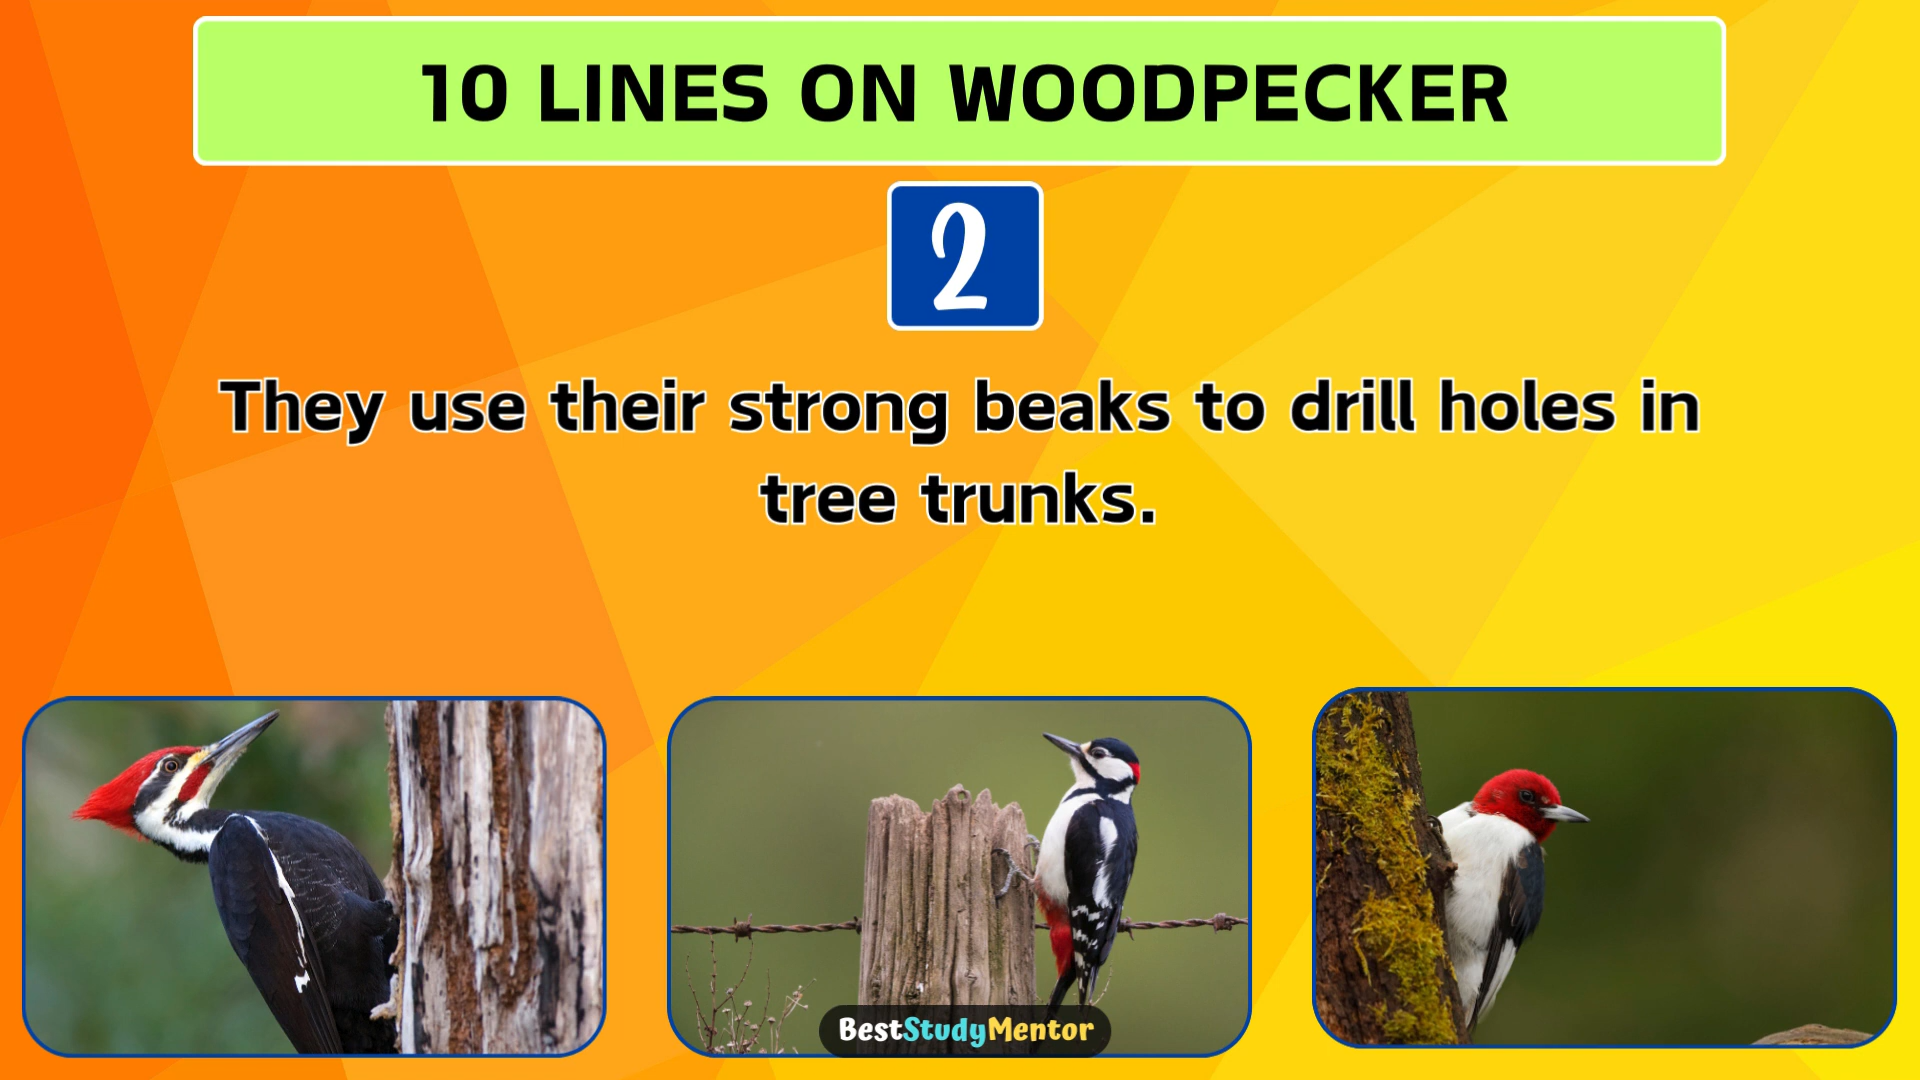 10 LINES ON WOODPECKER
2
They use their strong beaks to drill holes in
tree trunks.
BestStudyMentor